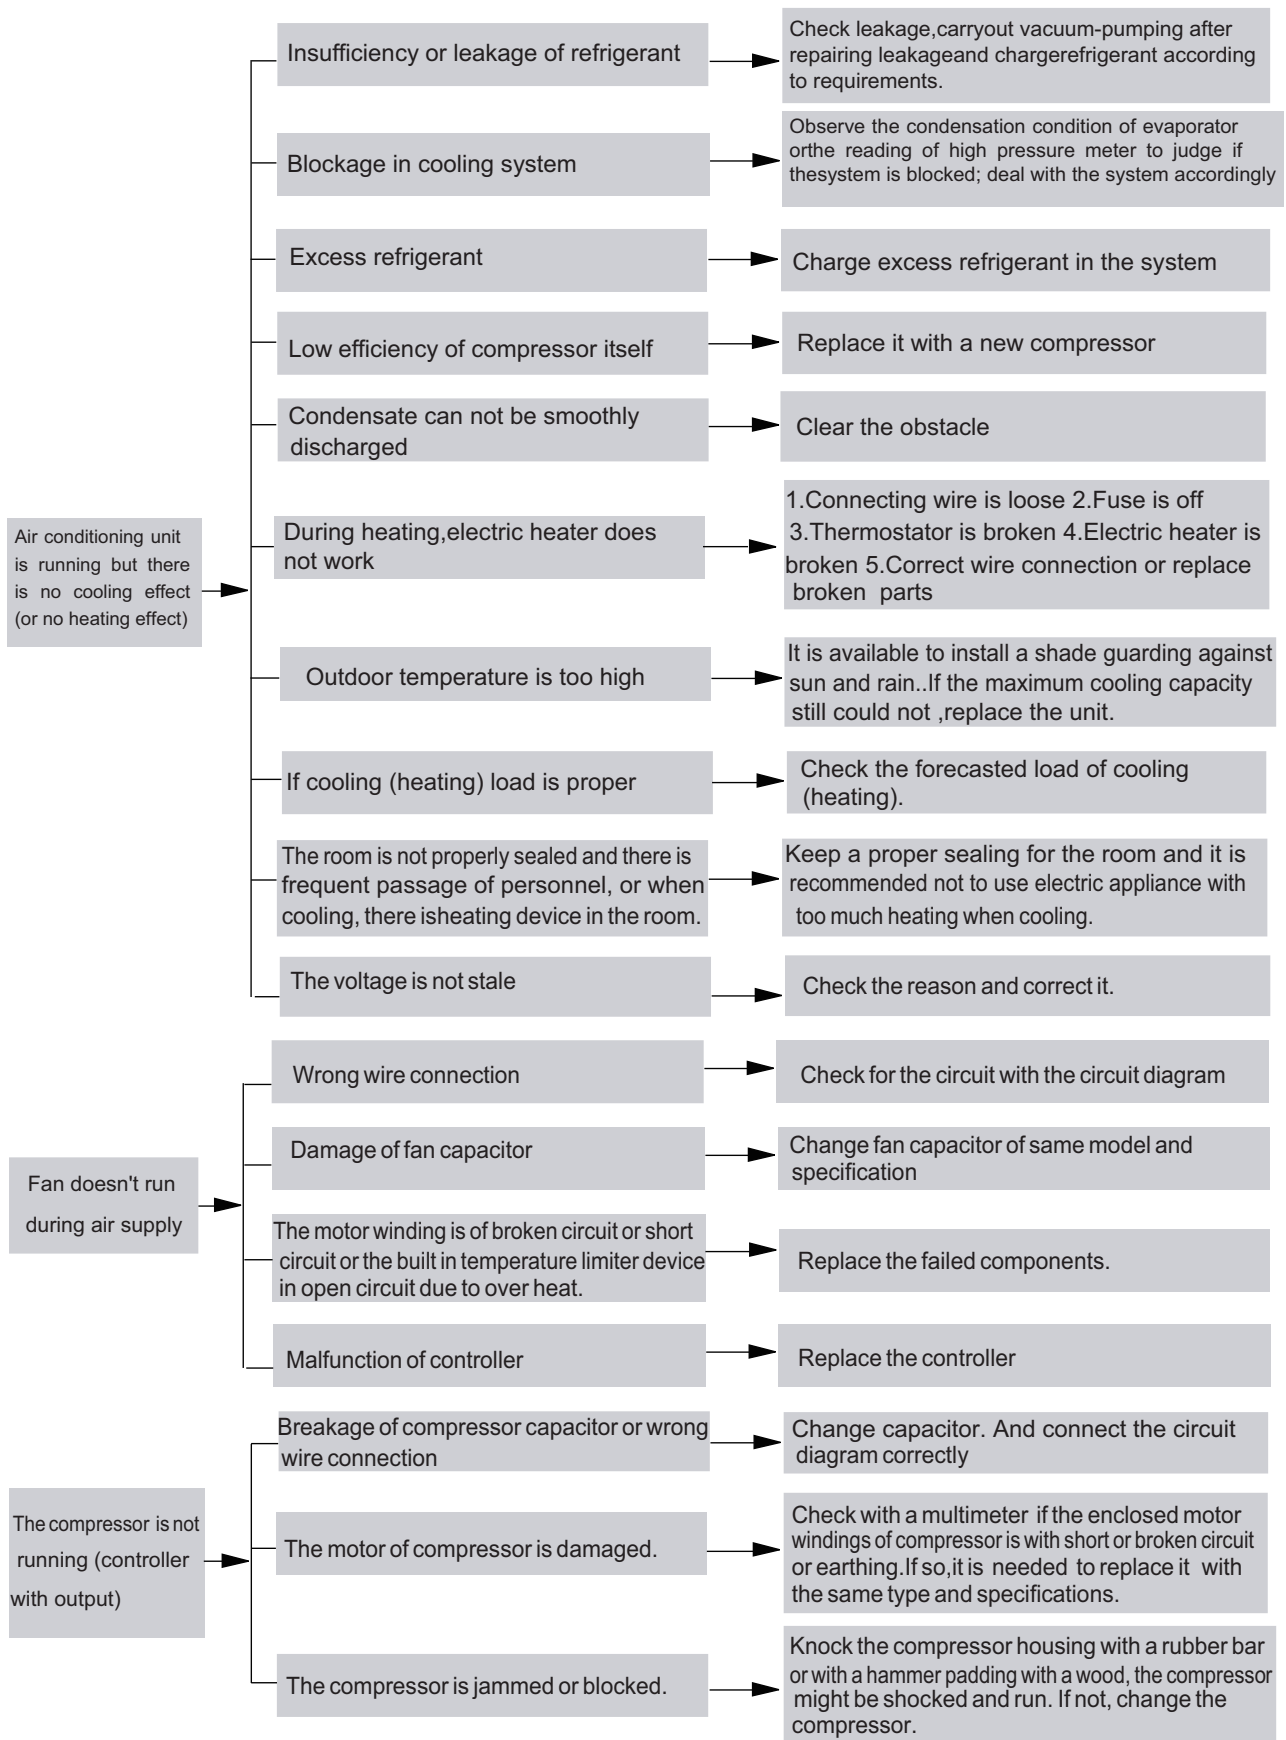 Air conditioning unit
is running but there
is no cooling effect
(or no heating effect)
Insufficiency or leakage of refrigerant
Check leakage,carryout vacuum-pumping after
repairing leakageand chargerefrigerant according
to requirements.
Blockage in cooling system
Observe the condensation condition of evaporator
orthe reading of high pressure meter to judge if
thesystem is blocked; deal with the system accordingly
Excess refrigerant
Charge excess refrigerant in the system
Low efficiency of compressor itself
Replace it with a new compressor
Condensate can not be smoothly
discharged
Clear the obstacle
During heating,electric heater does
not work
1.Connecting wire is loose 2.Fuse is off
3.Thermostator is broken 4.Electric heater is
broken 5.Correct wire connection or replace
broken parts
Outdoor temperature is too high
It is available to install a shade guarding against
sun and rain..If the maximum cooling capacity
still could not ,replace the unit.
If cooling (heating) load is proper
Check the forecasted load of cooling
(heating).
The room is not properly sealed and there is
frequent passage of personnel, or when
cooling, there isheating device in the room.
Keep a proper sealing for the room and it is
recommended not to use electric appliance with
too much heating when cooling.
The voltage is not stale
Check the reason and correct it.
Fan doesn't run
during air supply
Wrong wire connection
Check for the circuit with the circuit diagram
Damage of fan capacitor
Change fan capacitor of same model and
specification
The motor winding is of broken circuit or short
circuit or the built in temperature limiter device
in open circuit due to over heat.
Replace the failed components.
Malfunction of controller
Replace the controller
The compressor is not
running (controller
with output)
Breakage of compressor capacitor or wrong
wire connection
Change capacitor. And connect the circuit
diagram correctly
The motor of compressor is damaged.
Check with a multimeter if the enclosed motor
windings of compressor is with short or broken circuit
or earthing.If so,it is needed to replace it with
the same type and specifications.
The compressor is jammed or blocked.
Knock the compressor housing with a rubber bar
or with a hammer padding with a wood, the compressor
might be shocked and run. If not, change the
compressor.